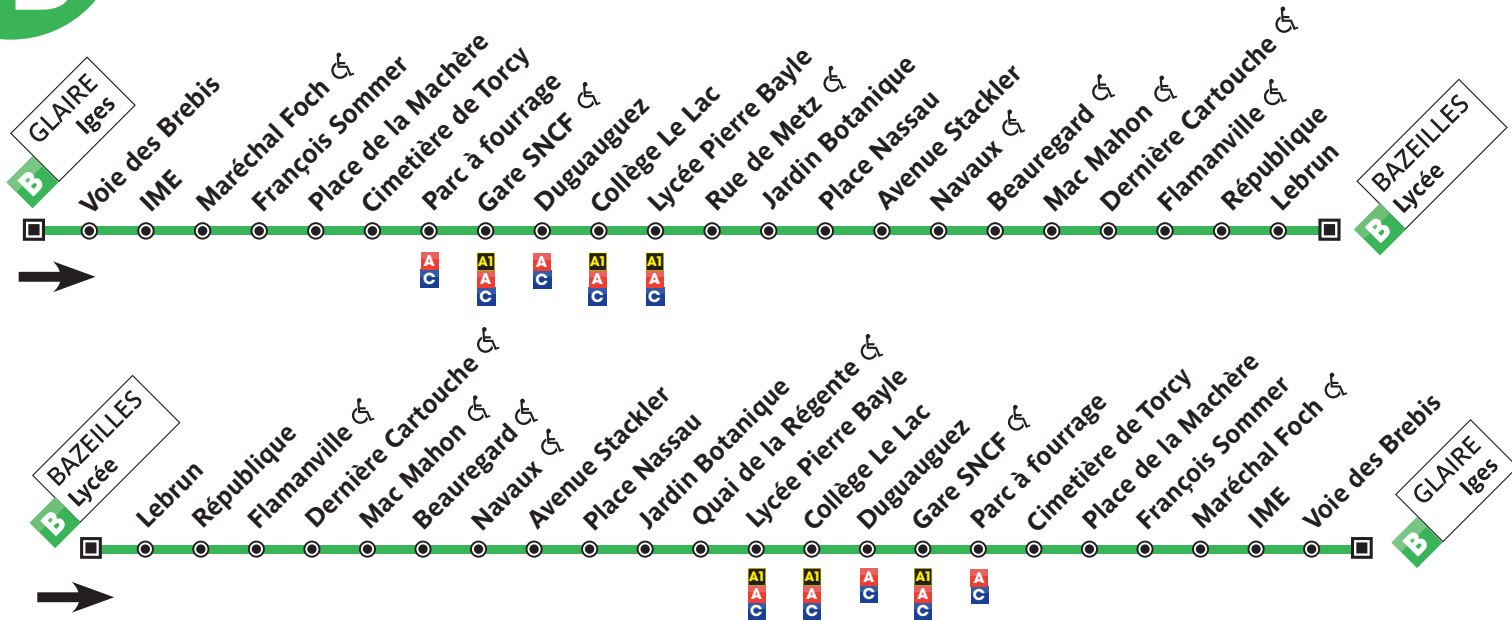 GLAIRE
Iges
B
Voie des Brebis
IME
Maréchal Foch
François Sommer
Place de la Machère
Cimetière de Torcy
Parc à fourrage
Gare SNCF
Duguauguez
Collège Le Lac
Lycée Pierre Bayle
Rue de Metz
Jardin Botanique
Place Nassau
Avenue Stackler
Navaux
Beauregard
Mac Mahon
Dernière Cartouche
Flamanville
République
Lebrun
BAZEILLES
Lycée
B
A
C
A1
A
C
A
C
A1
A
C
A1
A
C
BAZEILLES
Lycée
B
Lebrun
République
Flamanville
Dernière Cartouche
Mac Mahon
Beauregard
Navaux
Avenue Stackler
Place Nassau
Jardin Botanique
Quai de la Régente
Lycée Pierre Bayle
Collège Le Lac
Duguauguez
Gare SNCF
Parc à fourrage
Cimetière de Torcy
Place de la Machère
François Sommer
Maréchal Foch
IME
Voie des Brebis
GLAIRE
Iges
B
A1
A
C
A1
A
C
A
C
A1
A
C
A
C